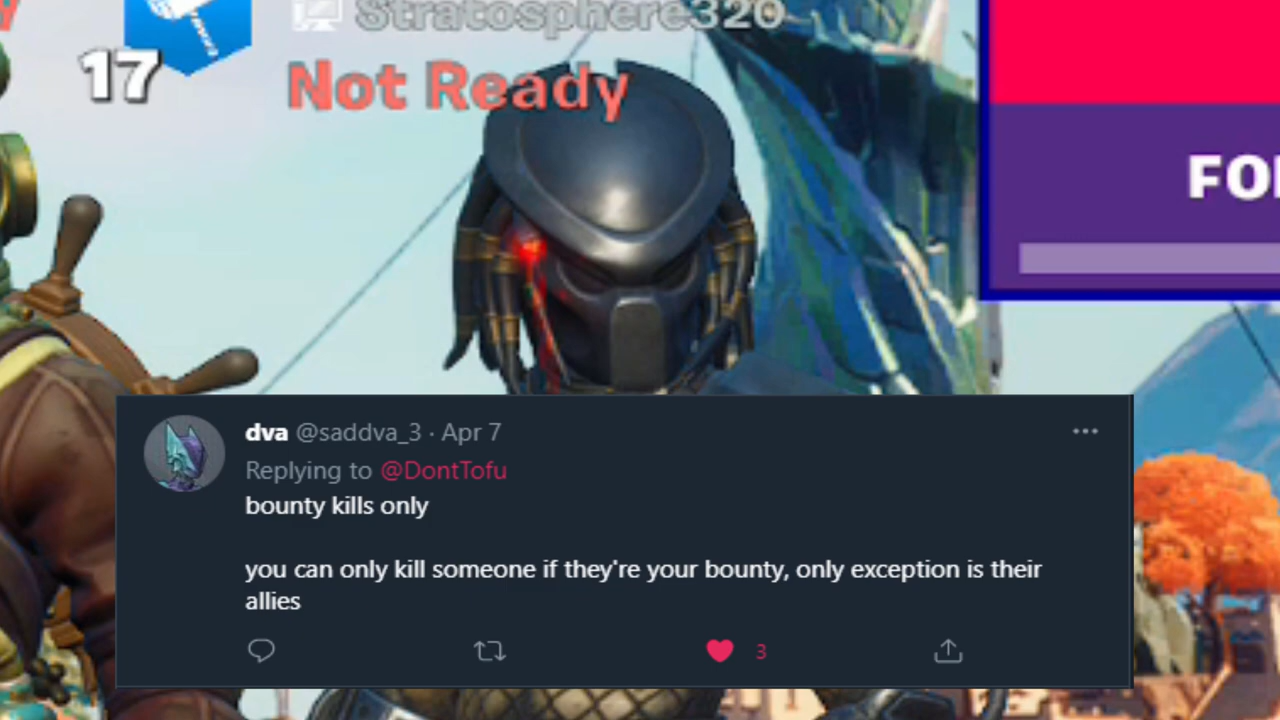 Stratosphere320
17
Not Ready
dva @saddva_3 · Apr 7
Replying to @DontTofu
bounty kills only
you can only kill someone if they're your bounty, only exception is their
allies
3